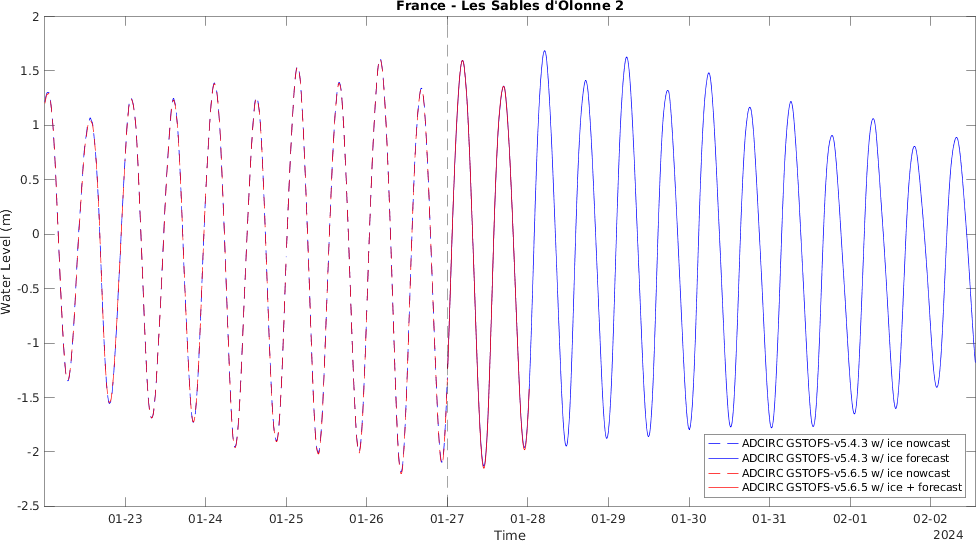 France - Les Sables d'Olonne 2
2
1.5
1
0.5
0
-0.5
-1
-1.5
-2
-2.5
Water Level (m)
ADCIRC GSTOFS-v5.4.3 w/ ice nowcast
ADCIRC GSTOFS-v5.4.3 w/ ice forecast
ADCIRC GSTOFS-v5.6.5 w/ ice nowcast
ADCIRC GSTOFS-v5.6.5 w/ ice + forecast
01-23 01-24 01-25 01-26 01-27 01-28 01-29 01-30 01-31 02-01 02-02
Time
2024